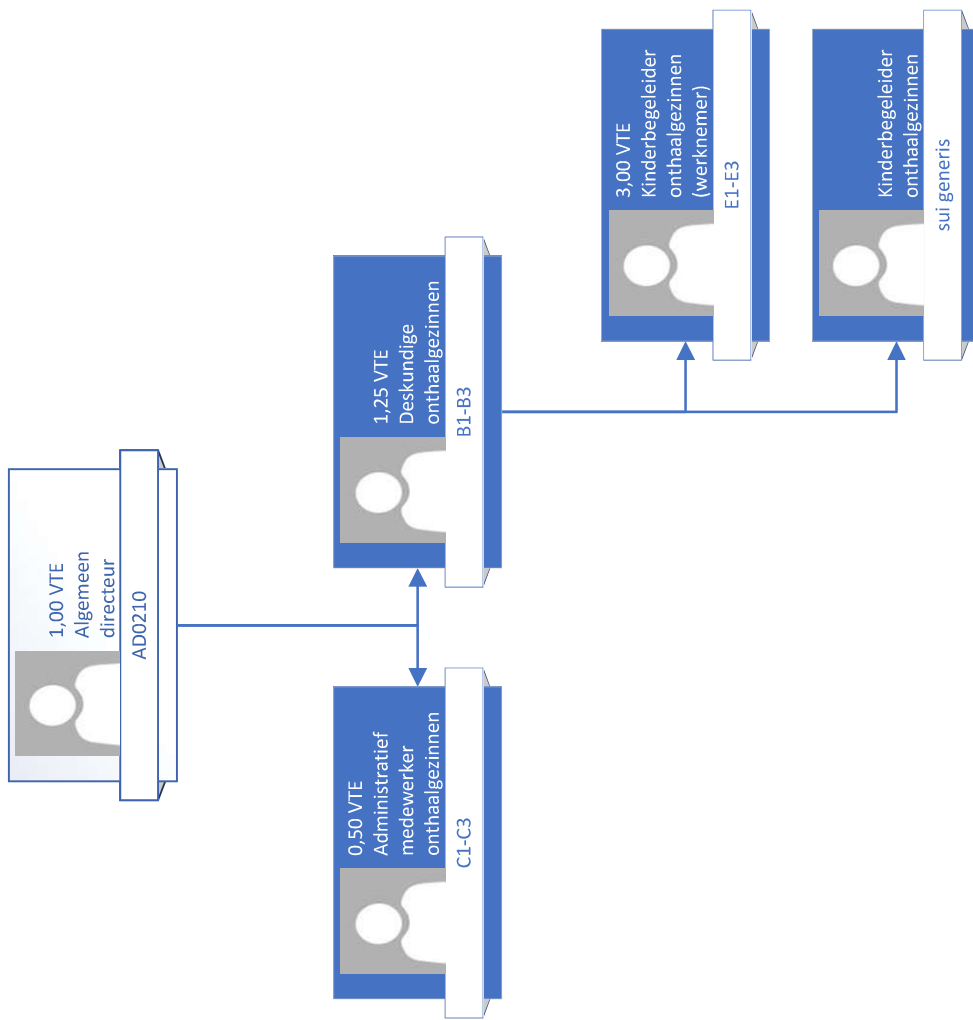 1,00 VTE
Algemeen
directeur
AD0210
0,50 VTE
Administratief
medewerker
onthaalgezinnen
C1-C3
1,25 VTE
Deskundige
onthaalgezinnen
B1-B3
3,00 VTE
Kinderbegeleider
onthaalgezinnen
(werknemer)
E1-E3
Kinderbegeleider
onthaalgezinnen
sui generis